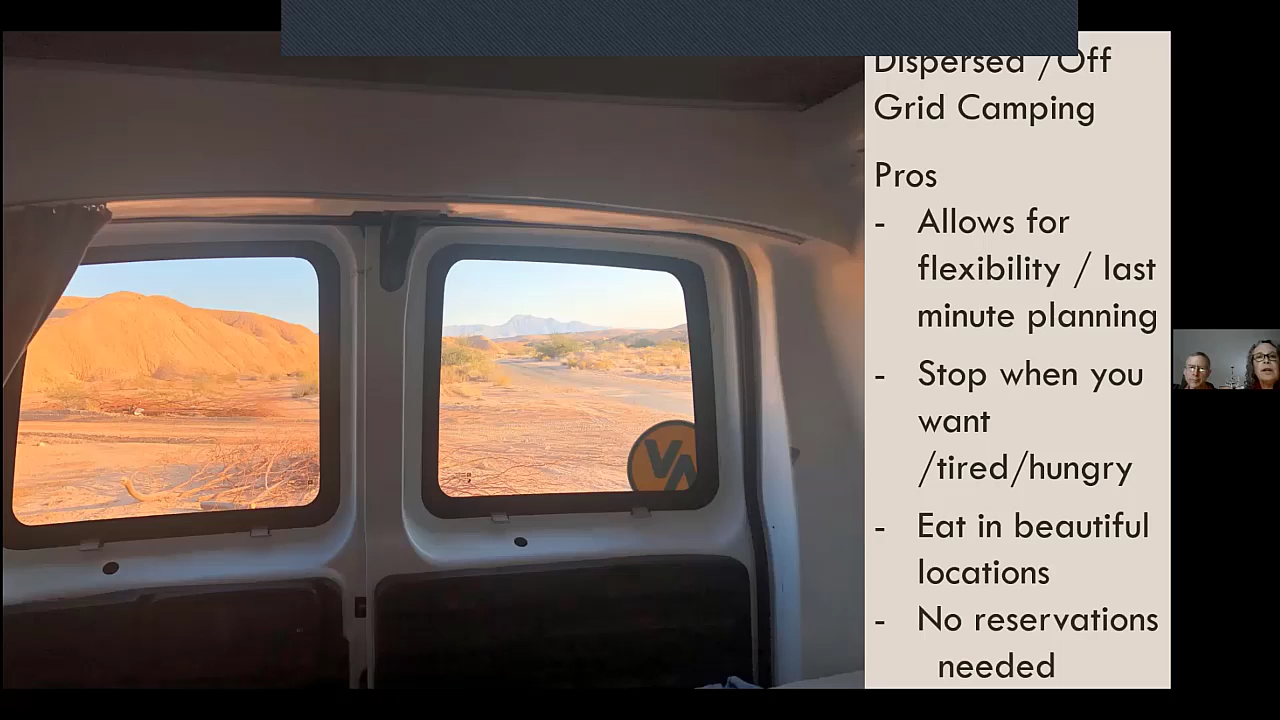 Dispersed /Off
Grid Camping
Pros
- Allows for
flexibility / last
minute planning
- Stop when you
want
/tired/hungry
- Eat in beautiful
locations
- No reservations
needed
VA